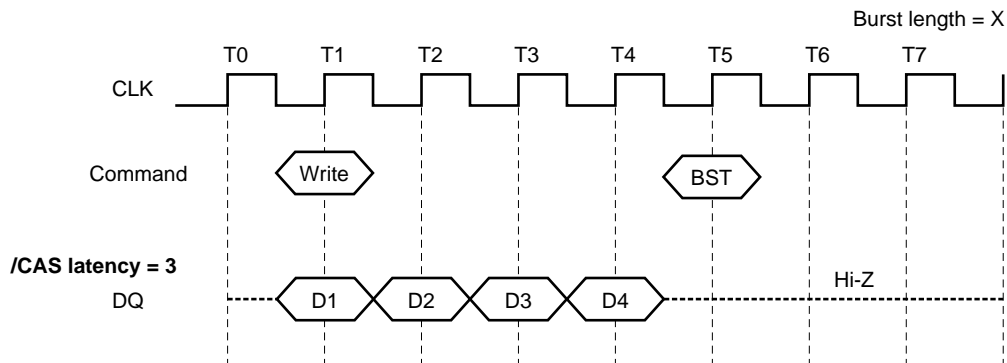 Burst length = X
T0 T1 T2 T3 T4 T5 T6 T7
CLK
Command Write BST
/CAS latency = 3
DQ D1 D2 D3 D4 Hi-Z